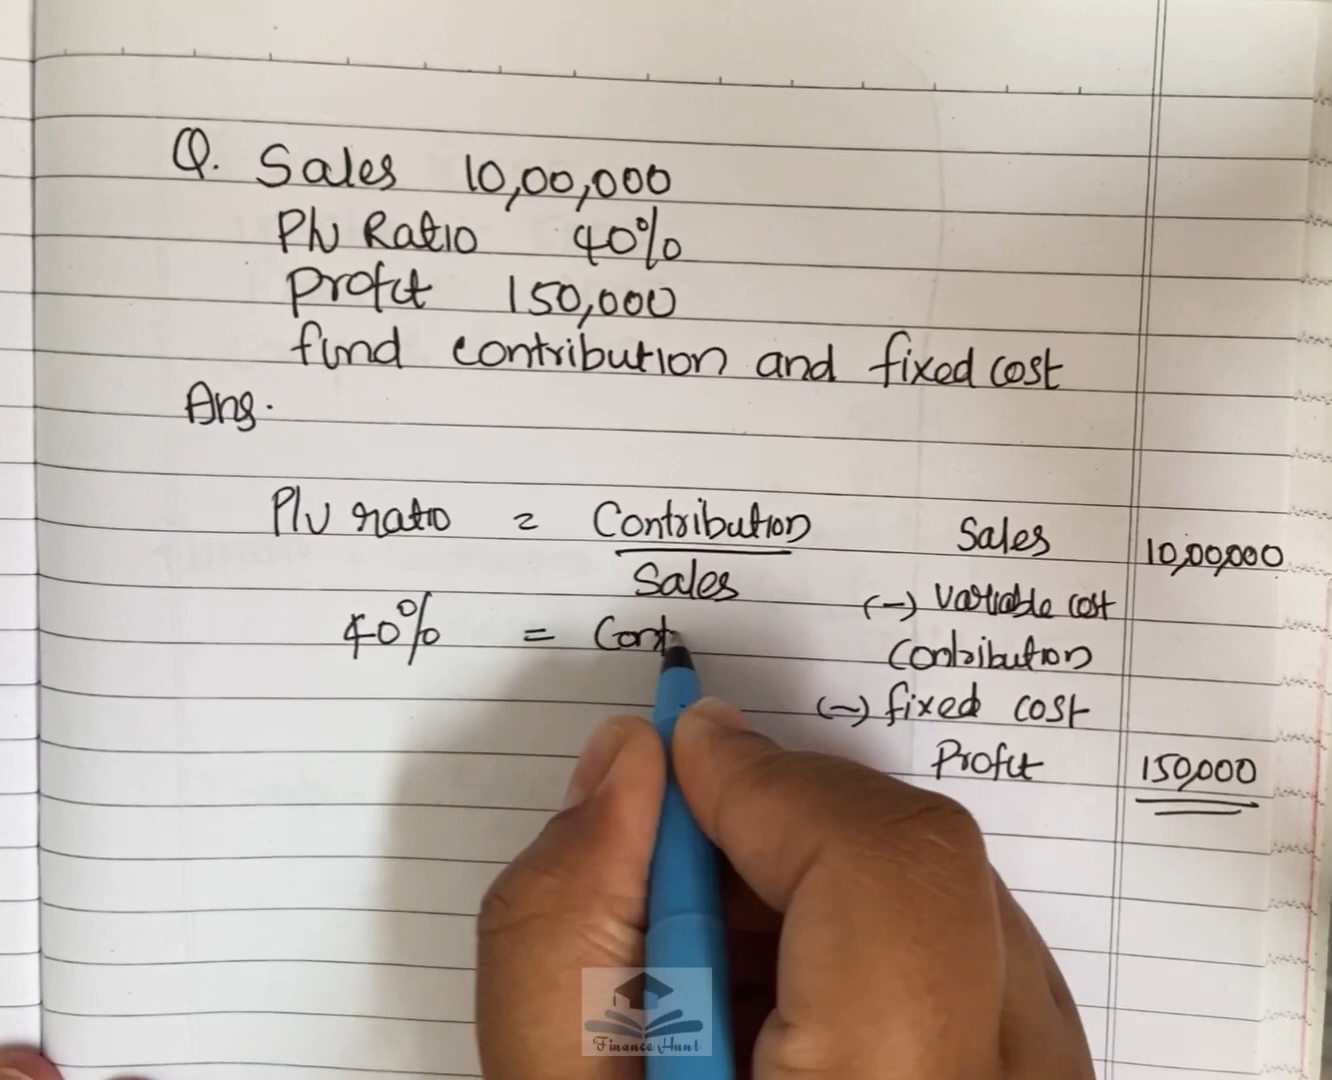 Q. Sales 10,00,000
P/v Ratio 40%
Profit 150,000
find contribution and fixed cost
Ans.
P/v ratio = Contribution
Sales
40% = Cont
Sales 10,00,000
(-) Variable cost
Contribution
(-) fixed cost
Profit 150,000
Finance Hunt